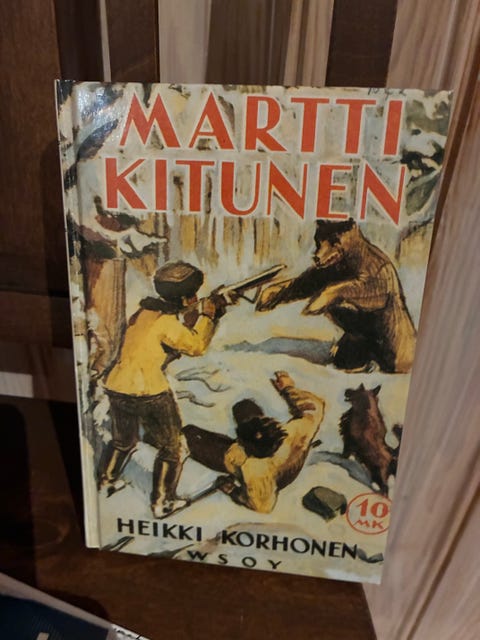 MARTTI
KITUNEN
10
MK
HEIKKI KORHONEN
WSOY